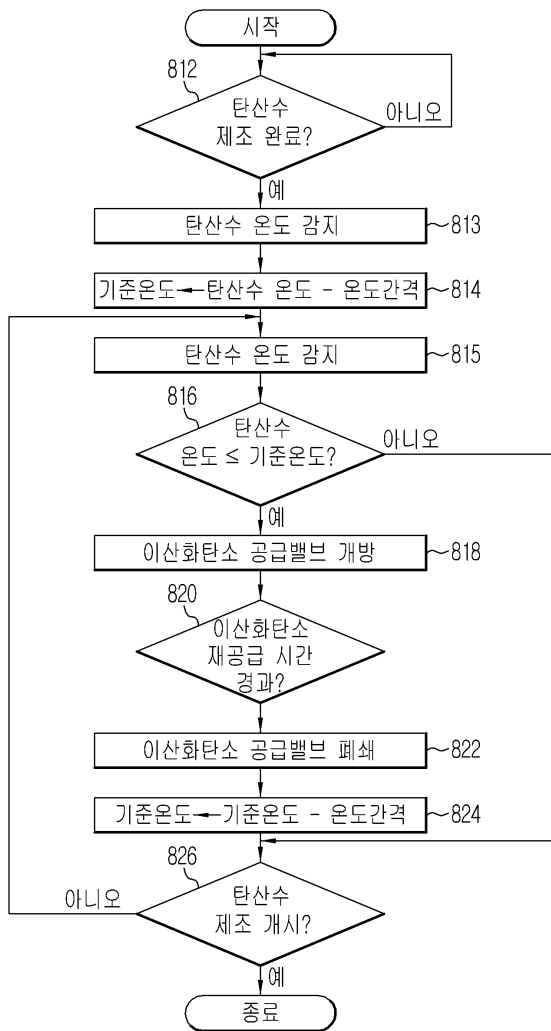 시작
812
탄산수
제조 완료?
아니오
예
탄산수 온도 감지
813
기준온도←탄산수 온도 - 온도간격
814
탄산수 온도 감지
815
816
탄산수
온도 ≤ 기준온도?
아니오
예
이산화탄소 공급밸브 개방
818
820
이산화탄소
재공급 시간
경과?
이산화탄소 공급밸브 폐쇄
822
기준온도←기준온도 - 온도간격
824
826
탄산수
제조 개시?
아니오
예
종료